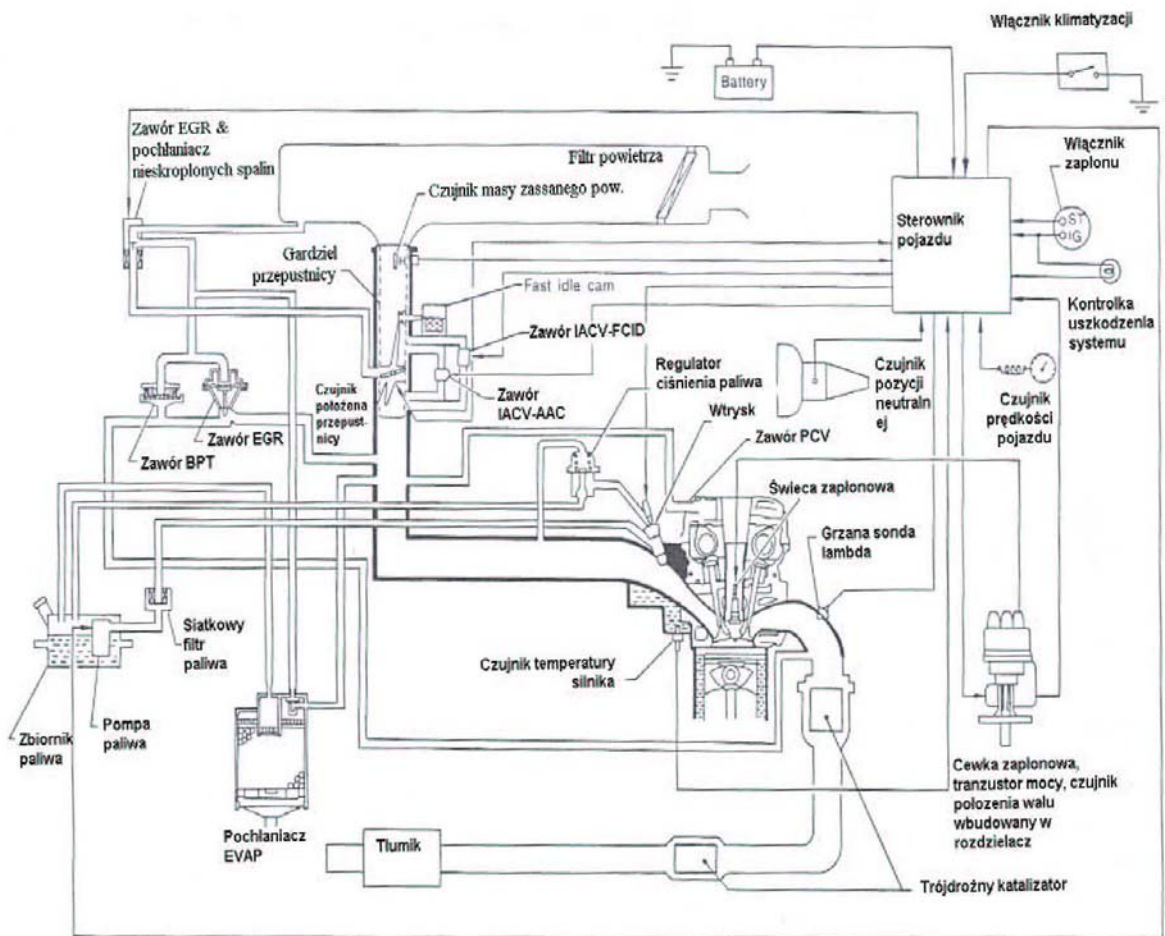 Włącznik klimatyzacji
Battery
Zawór EGR &
pochłaniacz
nieskroplonych spalin
Filtr powietrza
Czujnik masy zassanego pow.
Włącznik
zapłonu
ST
IG
Sterownik
pojazdu
Gardziel
przepustnicy
Fast idle cam
Zawór IACV-FCID
Kontrolka
uszkodzenia
systemu
Regulator
ciśnienia paliwa
Czujnik
pozycji
neutraln
ej
Czujnik
prędkości
pojazdu
Zawór
IACV-AAC
Czujnik
położena
przepust-
nicy
Wtrysk
Zawór PCV
Zawór EGR
Zawór BPT
Świeca zapłonowa
Grzana sonda
lambda
Siatkowy
filtr
paliwa
Czujnik temperatury
silnika
Zbiornik
paliwa
Pompa
paliwa
Cewka zapłonowa,
tranzustor mocy, czujnik
położenia wału
wbudowany w
rozdzielacz
Pochłaniacz
EVAP
Tłumik
Trójdrożny katalizator